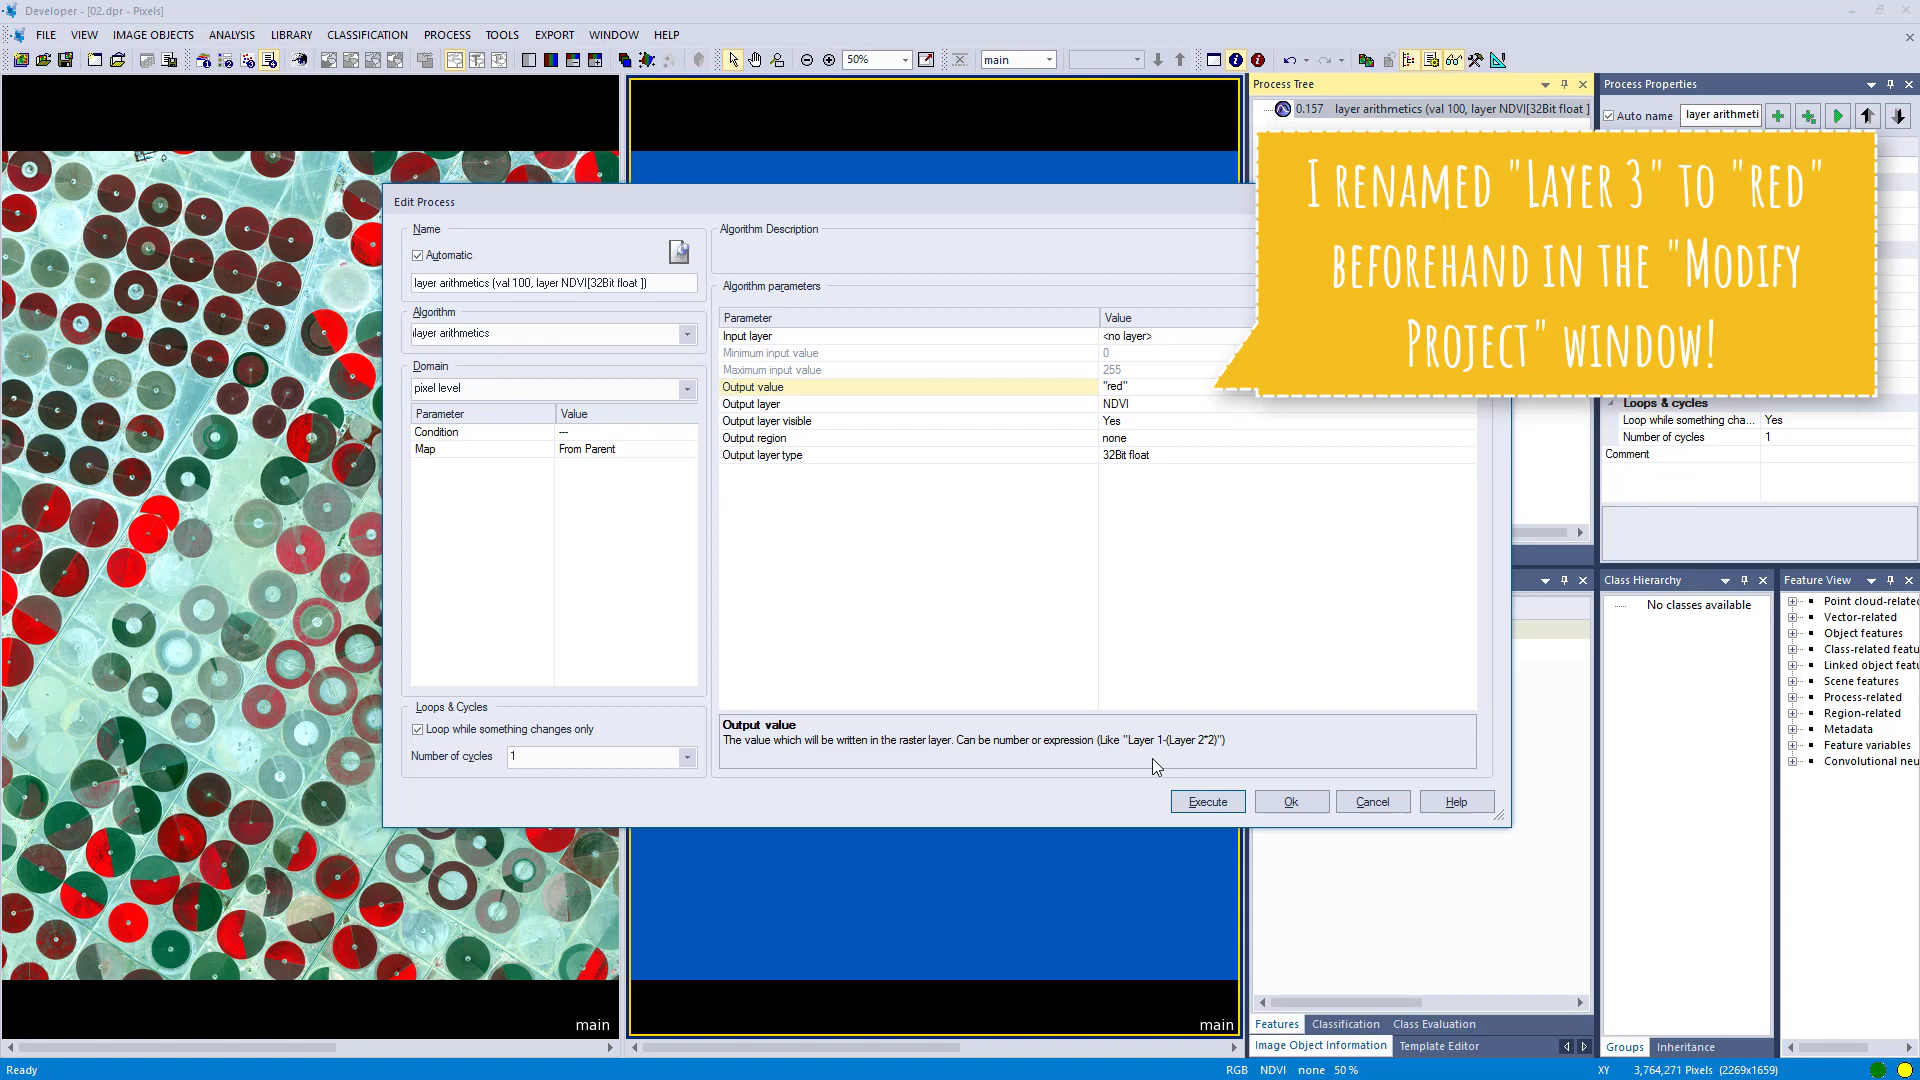 Developer - [02.dpr - Pixels]
FILE VIEW IMAGE OBJECTS ANALYSIS LIBRARY CLASSIFICATION PROCESS TOOLS EXPORT WINDOW HELP
50% main
Process Tree
0.157 layer arithmetics (val 100, layer NDVI[32Bit float ]
Process Properties
Auto name layer arithmeti
I RENAMED "LAYER 3" TO "RED"
BEFOREHAND IN THE "MODIFY
PROJECT" WINDOW!
Edit Process
Name
Automatic
layer arithmetics (val 100, layer NDVI[32Bit float ])
Algorithm
layer arithmetics
Domain
pixel level
Parameter Value
Condition ---
Map From Parent
Loops & Cycles
Loop while something changes only
Number of cycles 1
Algorithm Description
Algorithm parameters
Parameter Value
Input layer <no layer>
Minimum input value 0
Maximum input value 255
Output value "red"
Output layer NDVI
Output layer visible Yes
Output region none
Output layer type 32Bit float
Output value
The value which will be written in the raster layer. Can be number or expression (Like "Layer 1-(Layer 2*2)")
Execute Ok Cancel Help
Loops & cycles
Loop while something cha... Yes
Number of cycles 1
Comment
Class Hierarchy
No classes available
Groups Inheritance
Feature View
Point cloud-related
Vector-related
Object features
Class-related featu
Linked object featu
Scene features
Process-related
Region-related
Metadata
Feature variables
Convolutional neu
Features Classification Class Evaluation
Image Object Information Template Editor
main
main
Ready
RGB NDVI none 50 %
XY 3,764,271 Pixels (2269x1659)